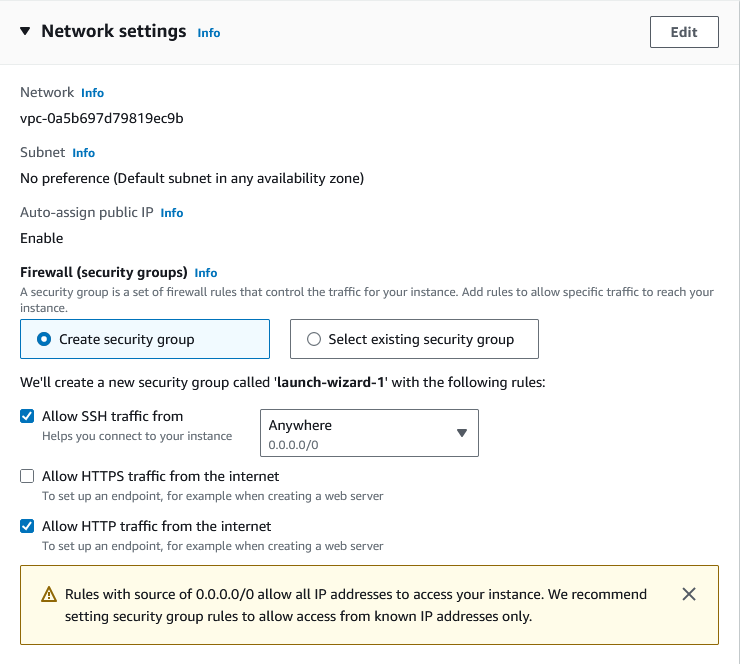 Network settings Info
Edit
Network Info
vpc-0a5b697d79819ec9b
Subnet Info
No preference (Default subnet in any availability zone)
Auto-assign public IP Info
Enable
Firewall (security groups) Info
A security group is a set of firewall rules that control the traffic for your instance. Add rules to allow specific traffic to reach your
instance.
Create security group
Select existing security group
We'll create a new security group called 'launch-wizard-1' with the following rules:
Allow SSH traffic from
Helps you connect to your instance
Anywhere
0.0.0.0/0
Allow HTTPS traffic from the internet
To set up an endpoint, for example when creating a web server
Allow HTTP traffic from the internet
To set up an endpoint, for example when creating a web server
Rules with source of 0.0.0.0/0 allow all IP addresses to access your instance. We recommend
setting security group rules to allow access from known IP addresses only.